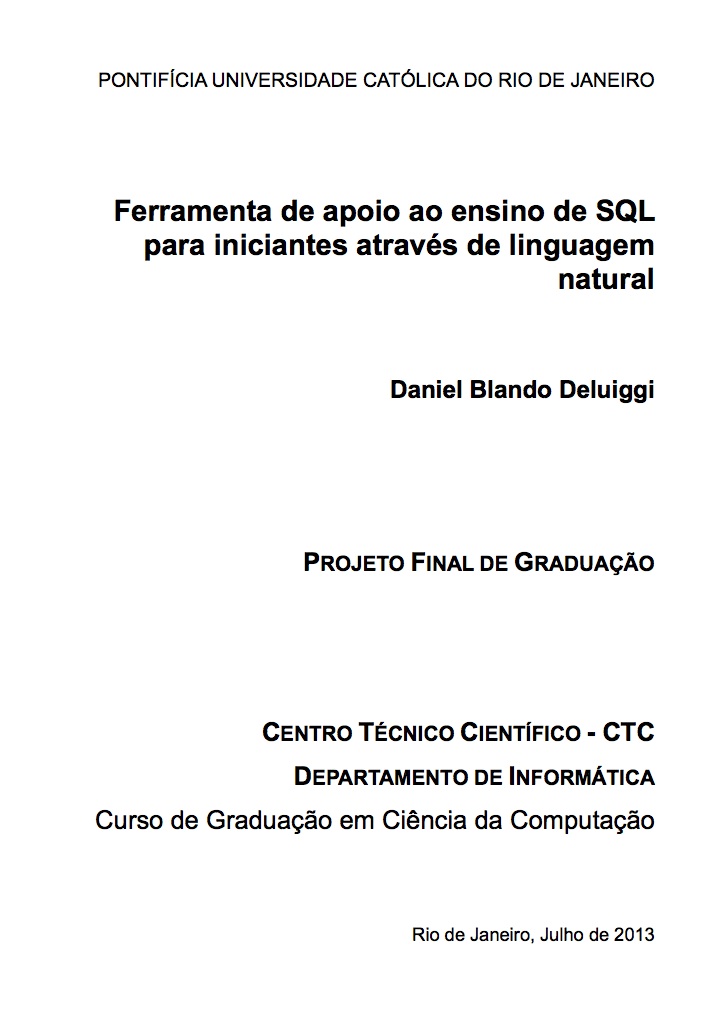 PONTIFÍCIA UNIVERSIDADE CATÓLICA DO RIO DE JANEIRO
Ferramenta de apoio ao ensino de SQL
para iniciantes através de linguagem
natural
Daniel Blando Deluiggi
PROJETO FINAL DE GRADUAÇÃO
CENTRO TÉCNICO CIENTÍFICO - CTC
DEPARTAMENTO DE INFORMÁTICA
Curso de Graduação em Ciência da Computação
Rio de Janeiro, Julho de 2013